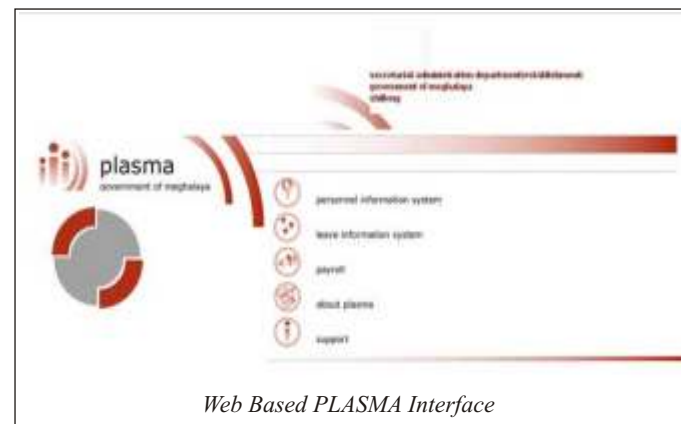 secretariat administration department(establishment)
government of meghalaya
shillong
plasma
government of meghalaya
personnel information system
leave information system
payroll
about plasma
support
Web Based PLASMA Interface